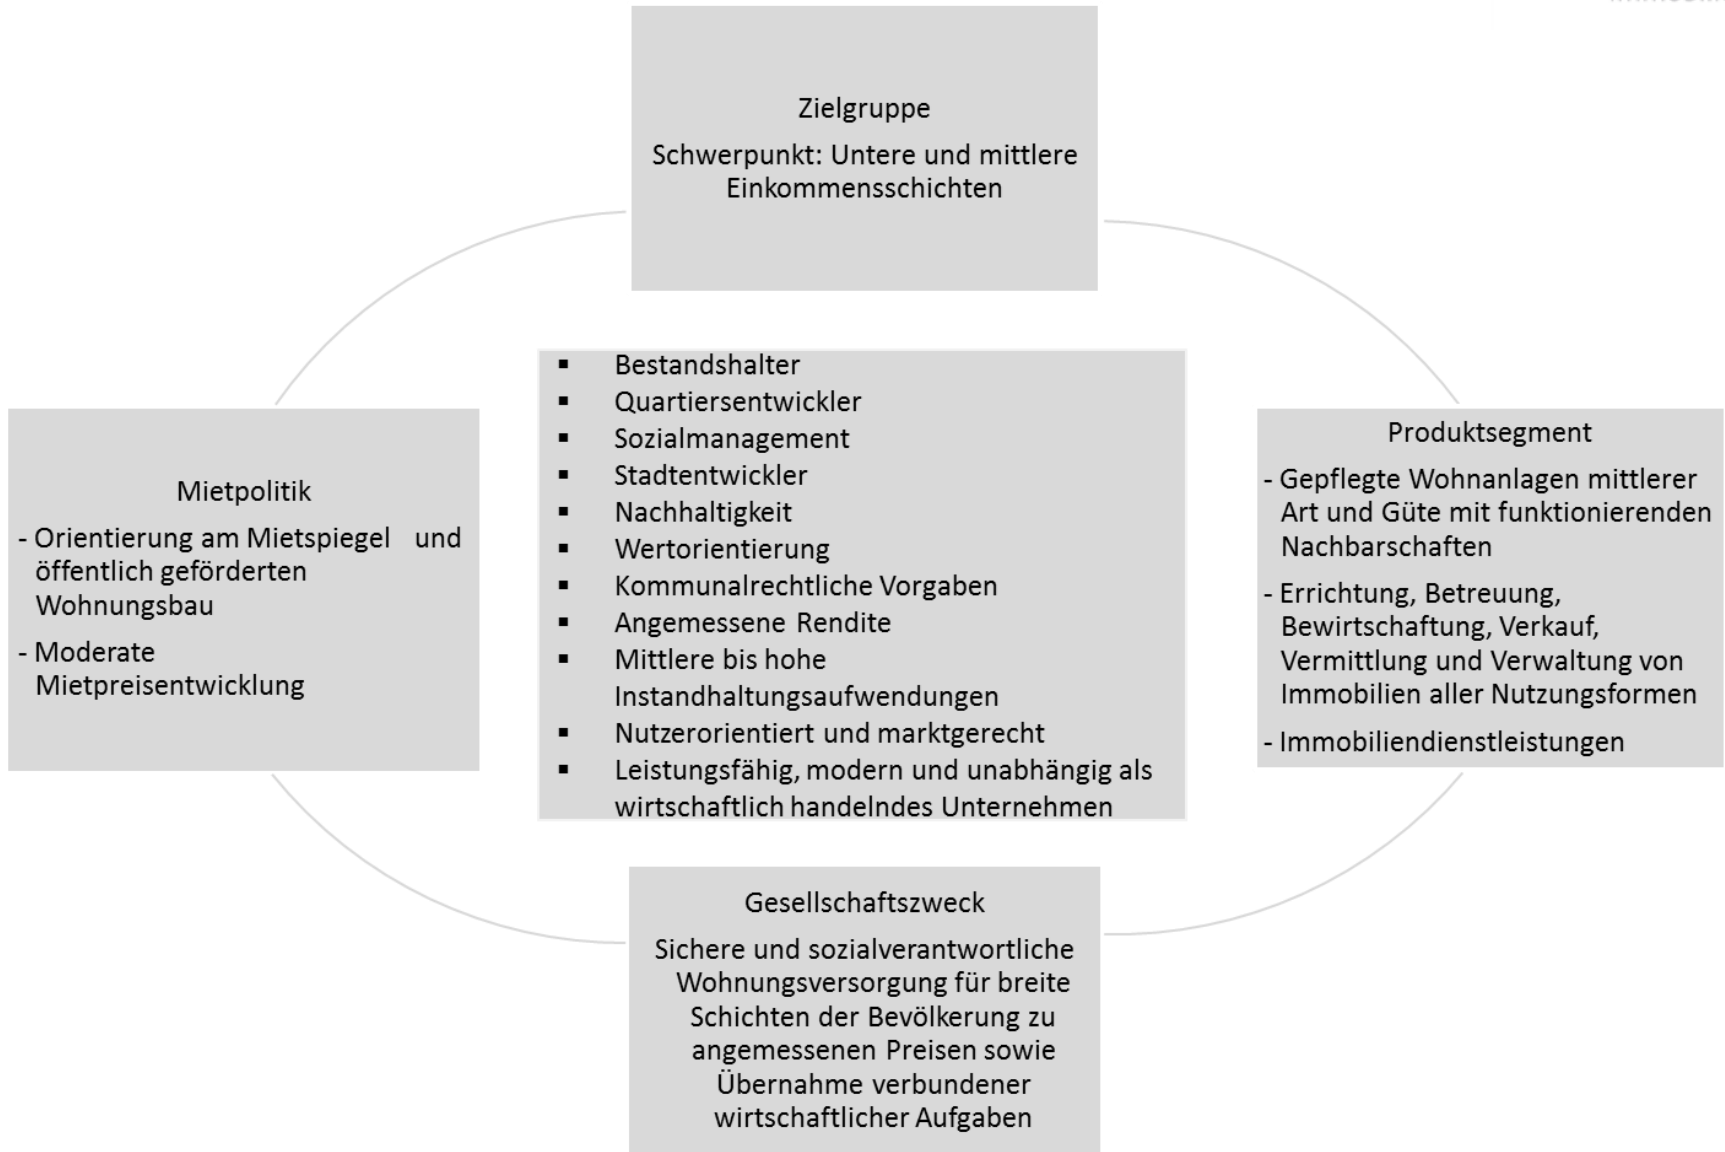 Zielgruppe
Schwerpunkt: Untere und mittlere
Einkommensschichten
Mietpolitik
- Orientierung am Mietspiegel und
öffentlich geförderten
Wohnungsbau
- Moderate
Mietpreisentwicklung
▪ Bestandshalter
▪ Quartiersentwickler
▪ Sozialmanagement
▪ Stadtentwickler
▪ Nachhaltigkeit
▪ Wertorientierung
▪ Kommunalrechtliche Vorgaben
▪ Angemessene Rendite
▪ Mittlere bis hohe
Instandhaltungsaufwendungen
▪ Nutzerorientiert und marktgerecht
▪ Leistungsfähig, modern und unabhängig als
wirtschaftlich handelndes Unternehmen
Produktsegment
- Gepflegte Wohnanlagen mittlerer
Art und Güte mit funktionierenden
Nachbarschaften
- Errichtung, Betreuung,
Bewirtschaftung, Verkauf,
Vermittlung und Verwaltung von
Immobilien aller Nutzungsformen
- Immobiliendienstleistungen
Gesellschaftszweck
Sichere und sozialverantwortliche
Wohnungsversorgung für breite
Schichten der Bevölkerung zu
angemessenen Preisen sowie
Übernahme verbundener
wirtschaftlicher Aufgaben